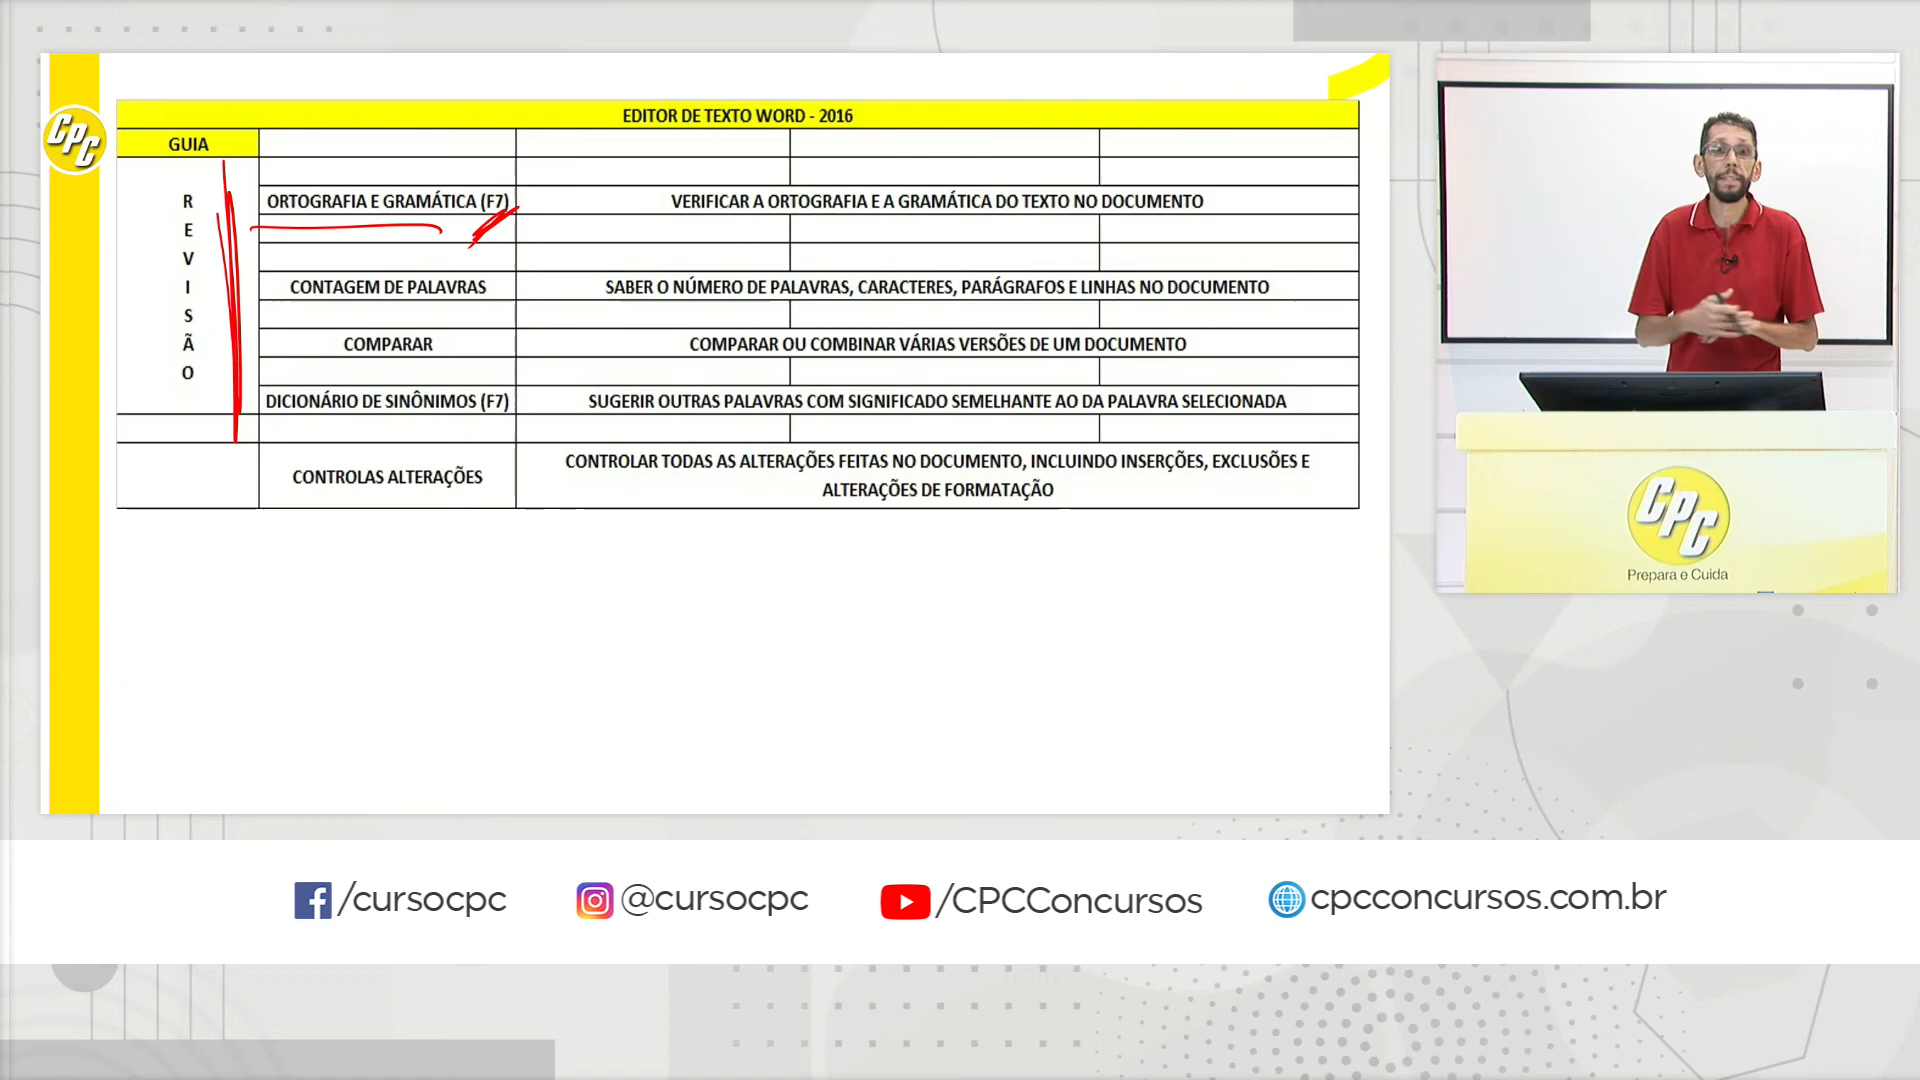 EDITOR DE TEXTO WORD - 2016
GUIA
CPC
R
E
V
I
S
Ã
O
ORTOGRAFIA E GRAMÁTICA (F7)
VERIFICAR A ORTOGRAFIA E A GRAMÁTICA DO TEXTO NO DOCUMENTO
CONTAGEM DE PALAVRAS
SABER O NÚMERO DE PALAVRAS, CARACTERES, PARÁGRAFOS E LINHAS NO DOCUMENTO
COMPARAR
COMPARAR OU COMBINAR VÁRIAS VERSÕES DE UM DOCUMENTO
DICIONÁRIO DE SINÔNIMOS (F7)
SUGERIR OUTRAS PALAVRAS COM SIGNIFICADO SEMELHANTE AO DA PALAVRA SELECIONADA
CONTROLAS ALTERAÇÕES
CONTROLAR TODAS AS ALTERAÇÕES FEITAS NO DOCUMENTO, INCLUINDO INSERÇÕES, EXCLUSÕES E
ALTERAÇÕES DE FORMATAÇÃO
CPC
Prepara e Cuida
/cursocpc
@cursocpc
/CPCConcursos
cpcconcursos.com.br